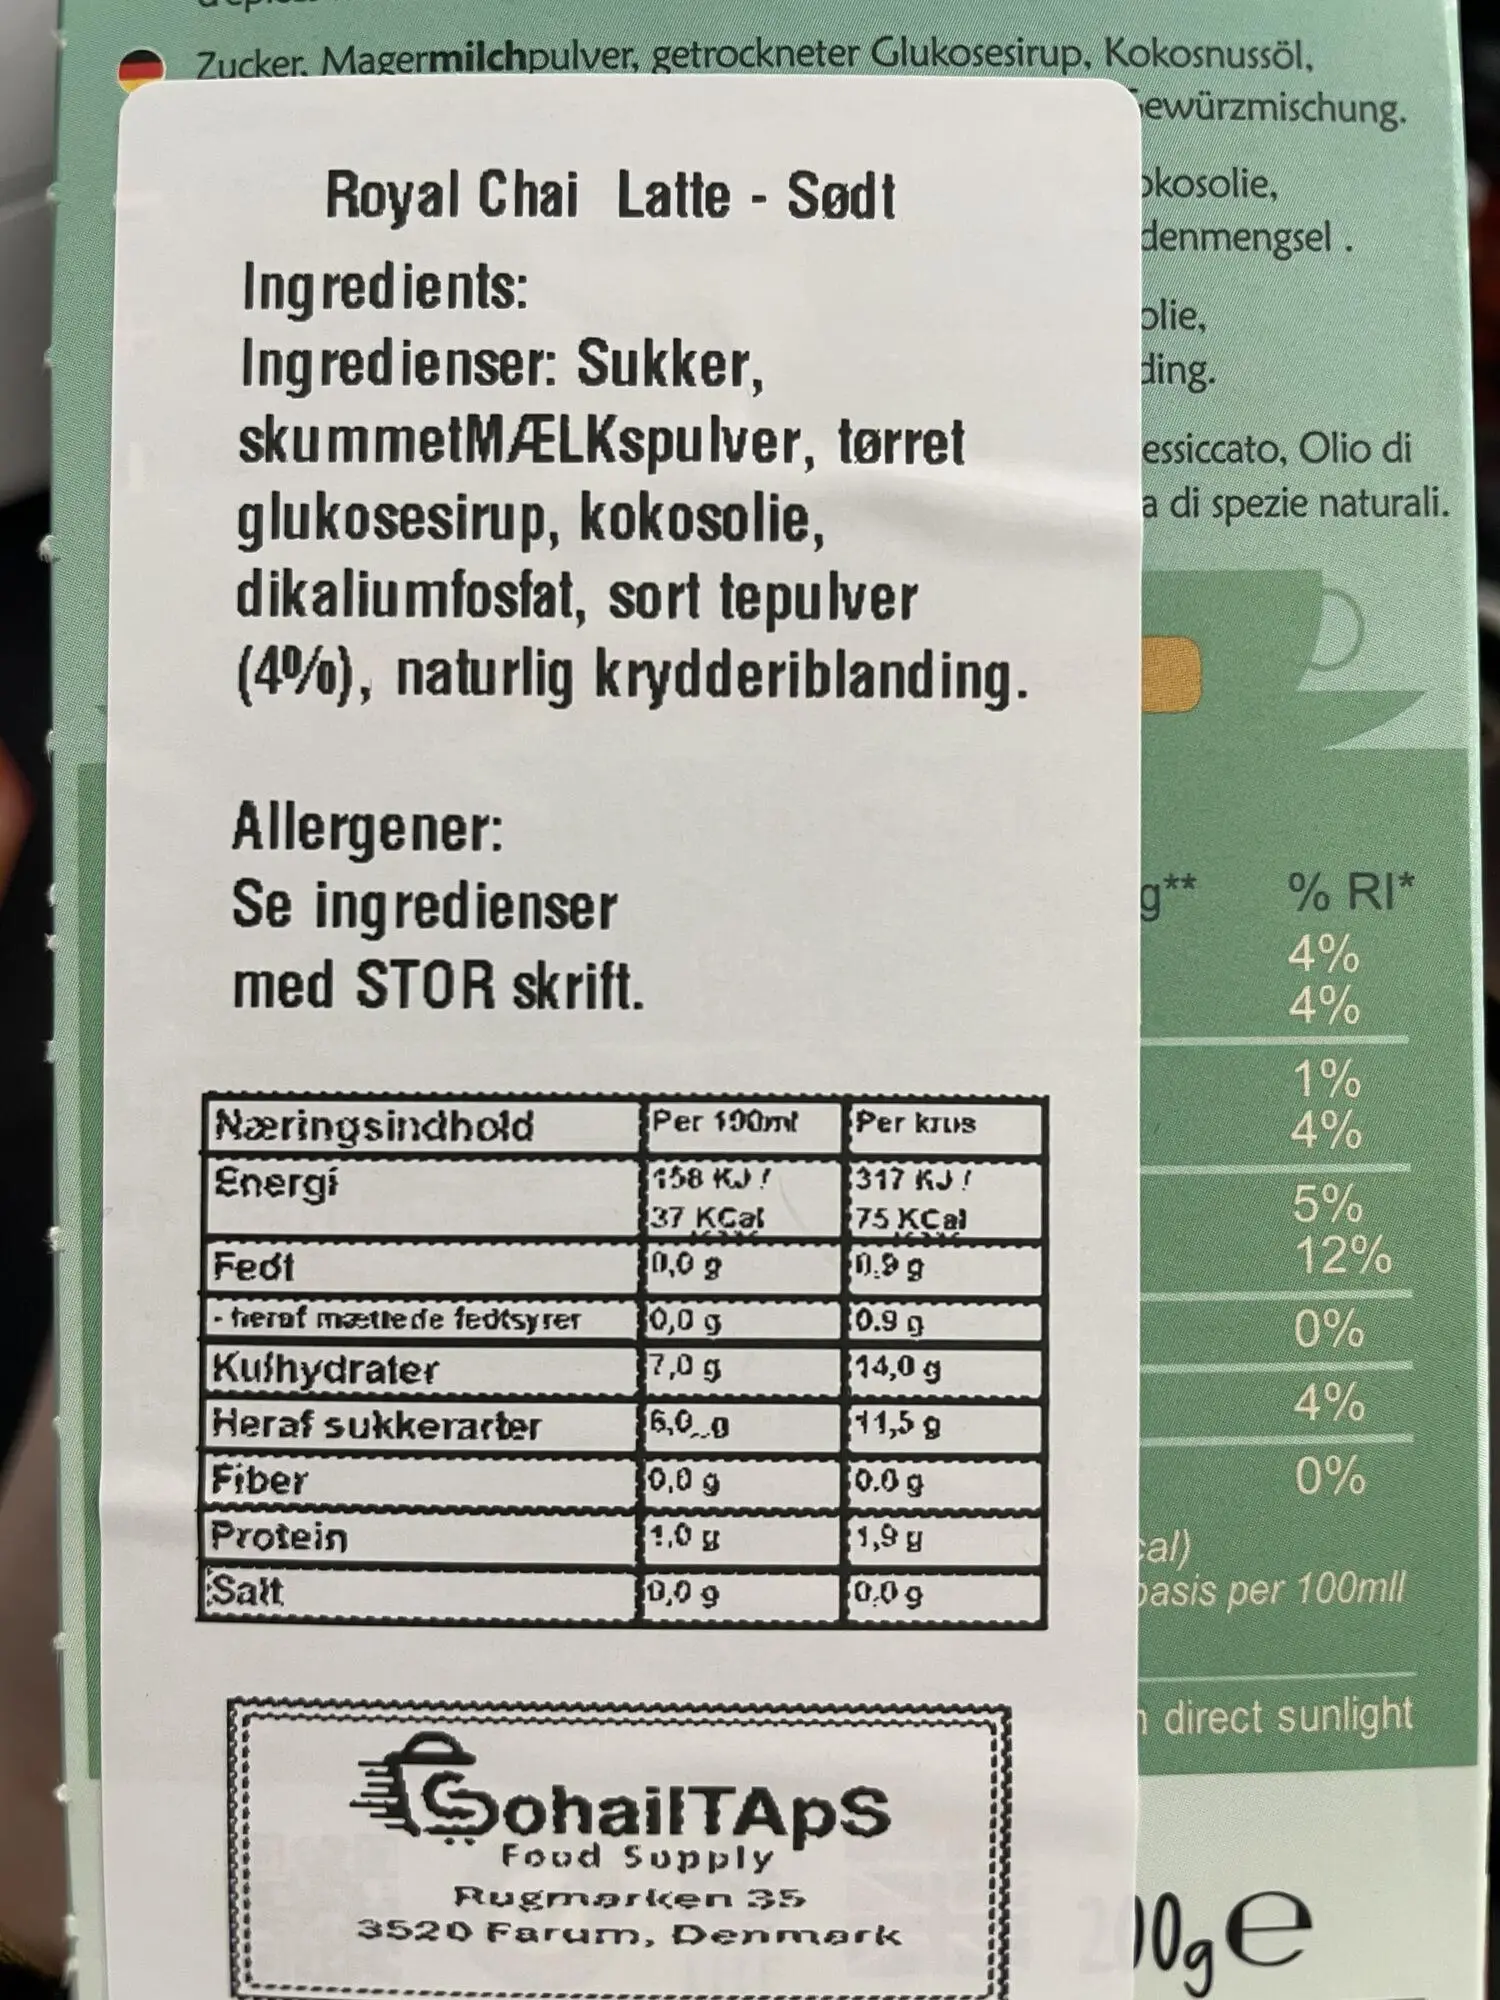 Zucker, Magermilchpulver, getrockneter Glukosesirup, Kokosnussöl,
ewürzmischung.
okosolie,
denmengsel .
olie,
ding.
essiccato, Olio di
a di spezie naturali.
Royal Chai Latte - Sødt
Ingredients:
Ingredienser: Sukker,
skummetMÆLKspulver, tørret
glukosesirup, kokosolie,
dikaliumfosfat, sort tepulver
(4%), naturlig krydderiblanding.
Allergener:
Se ingredienser
med STOR skrift.
Næringsindhold Per 100ml Per krus
Energi 158 KJ / 37 KCal 317 KJ / 75 KCal
Fedt 0,0 g 0.9 g
- heraf mættede fedtsyrer 0,0 g 0.9 g
Kulhydrater 7,0 g 14,0 g
Heraf sukkerarter 6,0 g 11,5 g
Fiber 0,0 g 0.0 g
Protein 1,0 g 1,9 g
Salt 0,0 g 0.0 g
g** % RI*
4%
4%
1%
4%
5%
12%
0%
4%
0%
cal)
basis per 100mll
direct sunlight
SohailTApS
Food Supply
Rugmarken 35
3520 Farum, Denmark
200g e